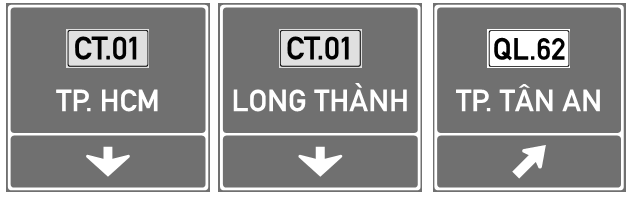 CT.01
TP. HCM
CT.01
LONG THÀNH
QL.62
TP. TÂN AN